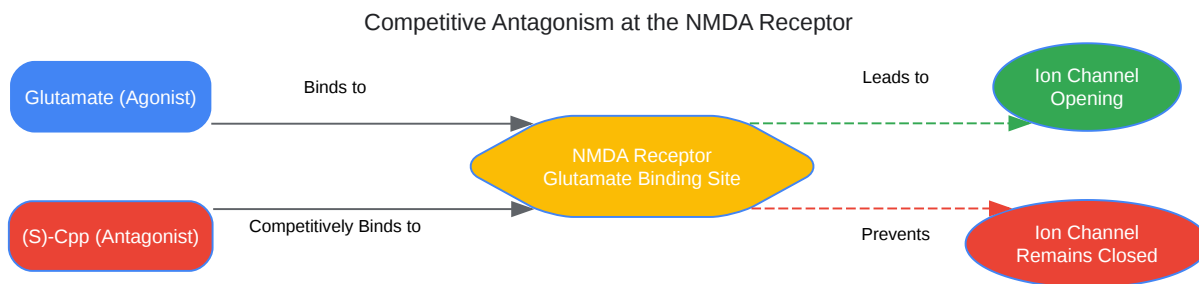 Competitive Antagonism at the NMDA Receptor
Glutamate (Agonist)
Binds to
Leads to
Ion Channel
Opening
NMDA Receptor
Glutamate Binding Site
(S)-Cpp (Antagonist)
Competitively Binds to
Prevents
Ion Channel
Remains Closed